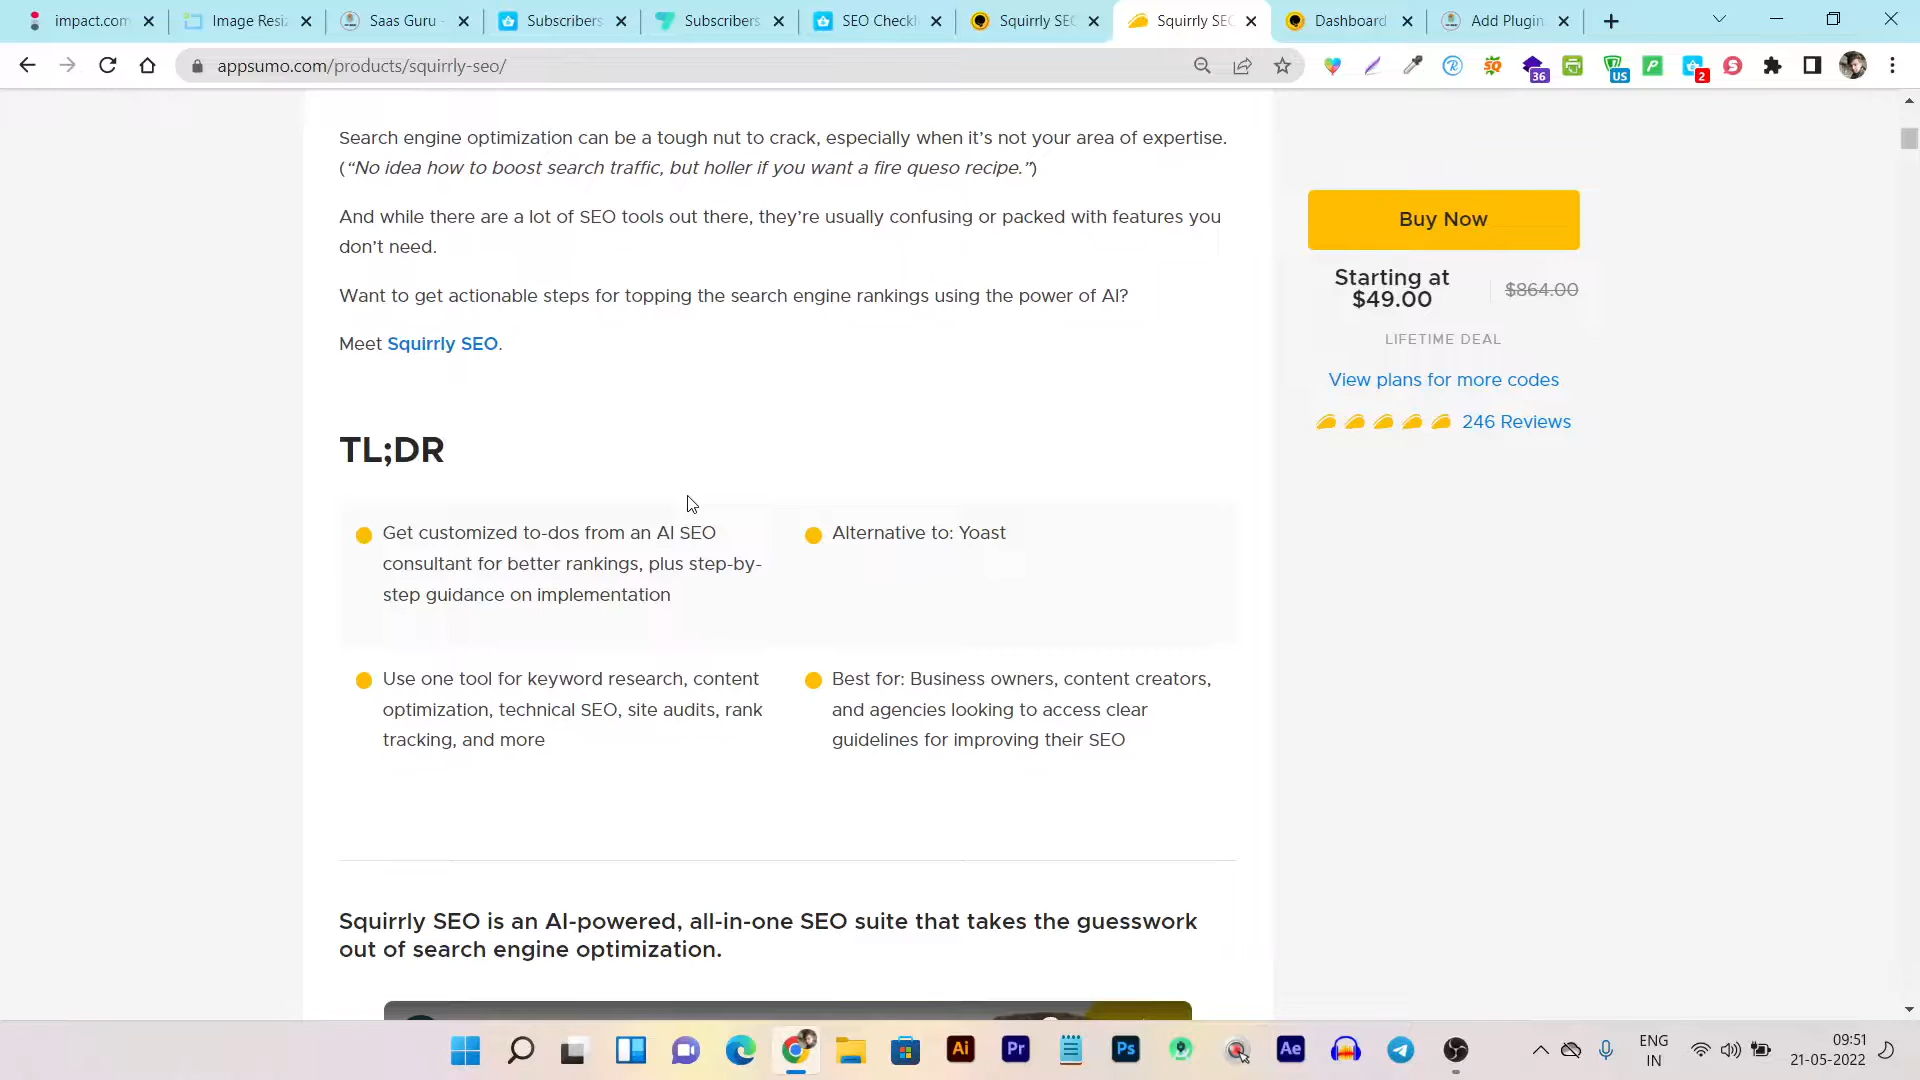 impact.com
Image Resiz
Saas Guru -
Subscribers
Subscribers
SEO Checkl
Squirrly SEO
Squirrly SEO
Dashboard
Add Plugin
appsumo.com/products/squirrly-seo/
36
US
2
Search engine optimization can be a tough nut to crack, especially when it’s not your area of expertise.
(“No idea how to boost search traffic, but holler if you want a fire queso recipe.”)
And while there are a lot of SEO tools out there, they’re usually confusing or packed with features you
don’t need.
Want to get actionable steps for topping the search engine rankings using the power of AI?
Meet Squirrly SEO.
Buy Now
Starting at
$49.00
$864.00
LIFETIME DEAL
View plans for more codes
246 Reviews
TL;DR
Get customized to-dos from an AI SEO
consultant for better rankings, plus step-by-
step guidance on implementation
Alternative to: Yoast
Use one tool for keyword research, content
optimization, technical SEO, site audits, rank
tracking, and more
Best for: Business owners, content creators,
and agencies looking to access clear
guidelines for improving their SEO
Squirrly SEO is an AI-powered, all-in-one SEO suite that takes the guesswork
out of search engine optimization.
Ai
Pr
Ps
Ae
ENG
IN
09:51
21-05-2022